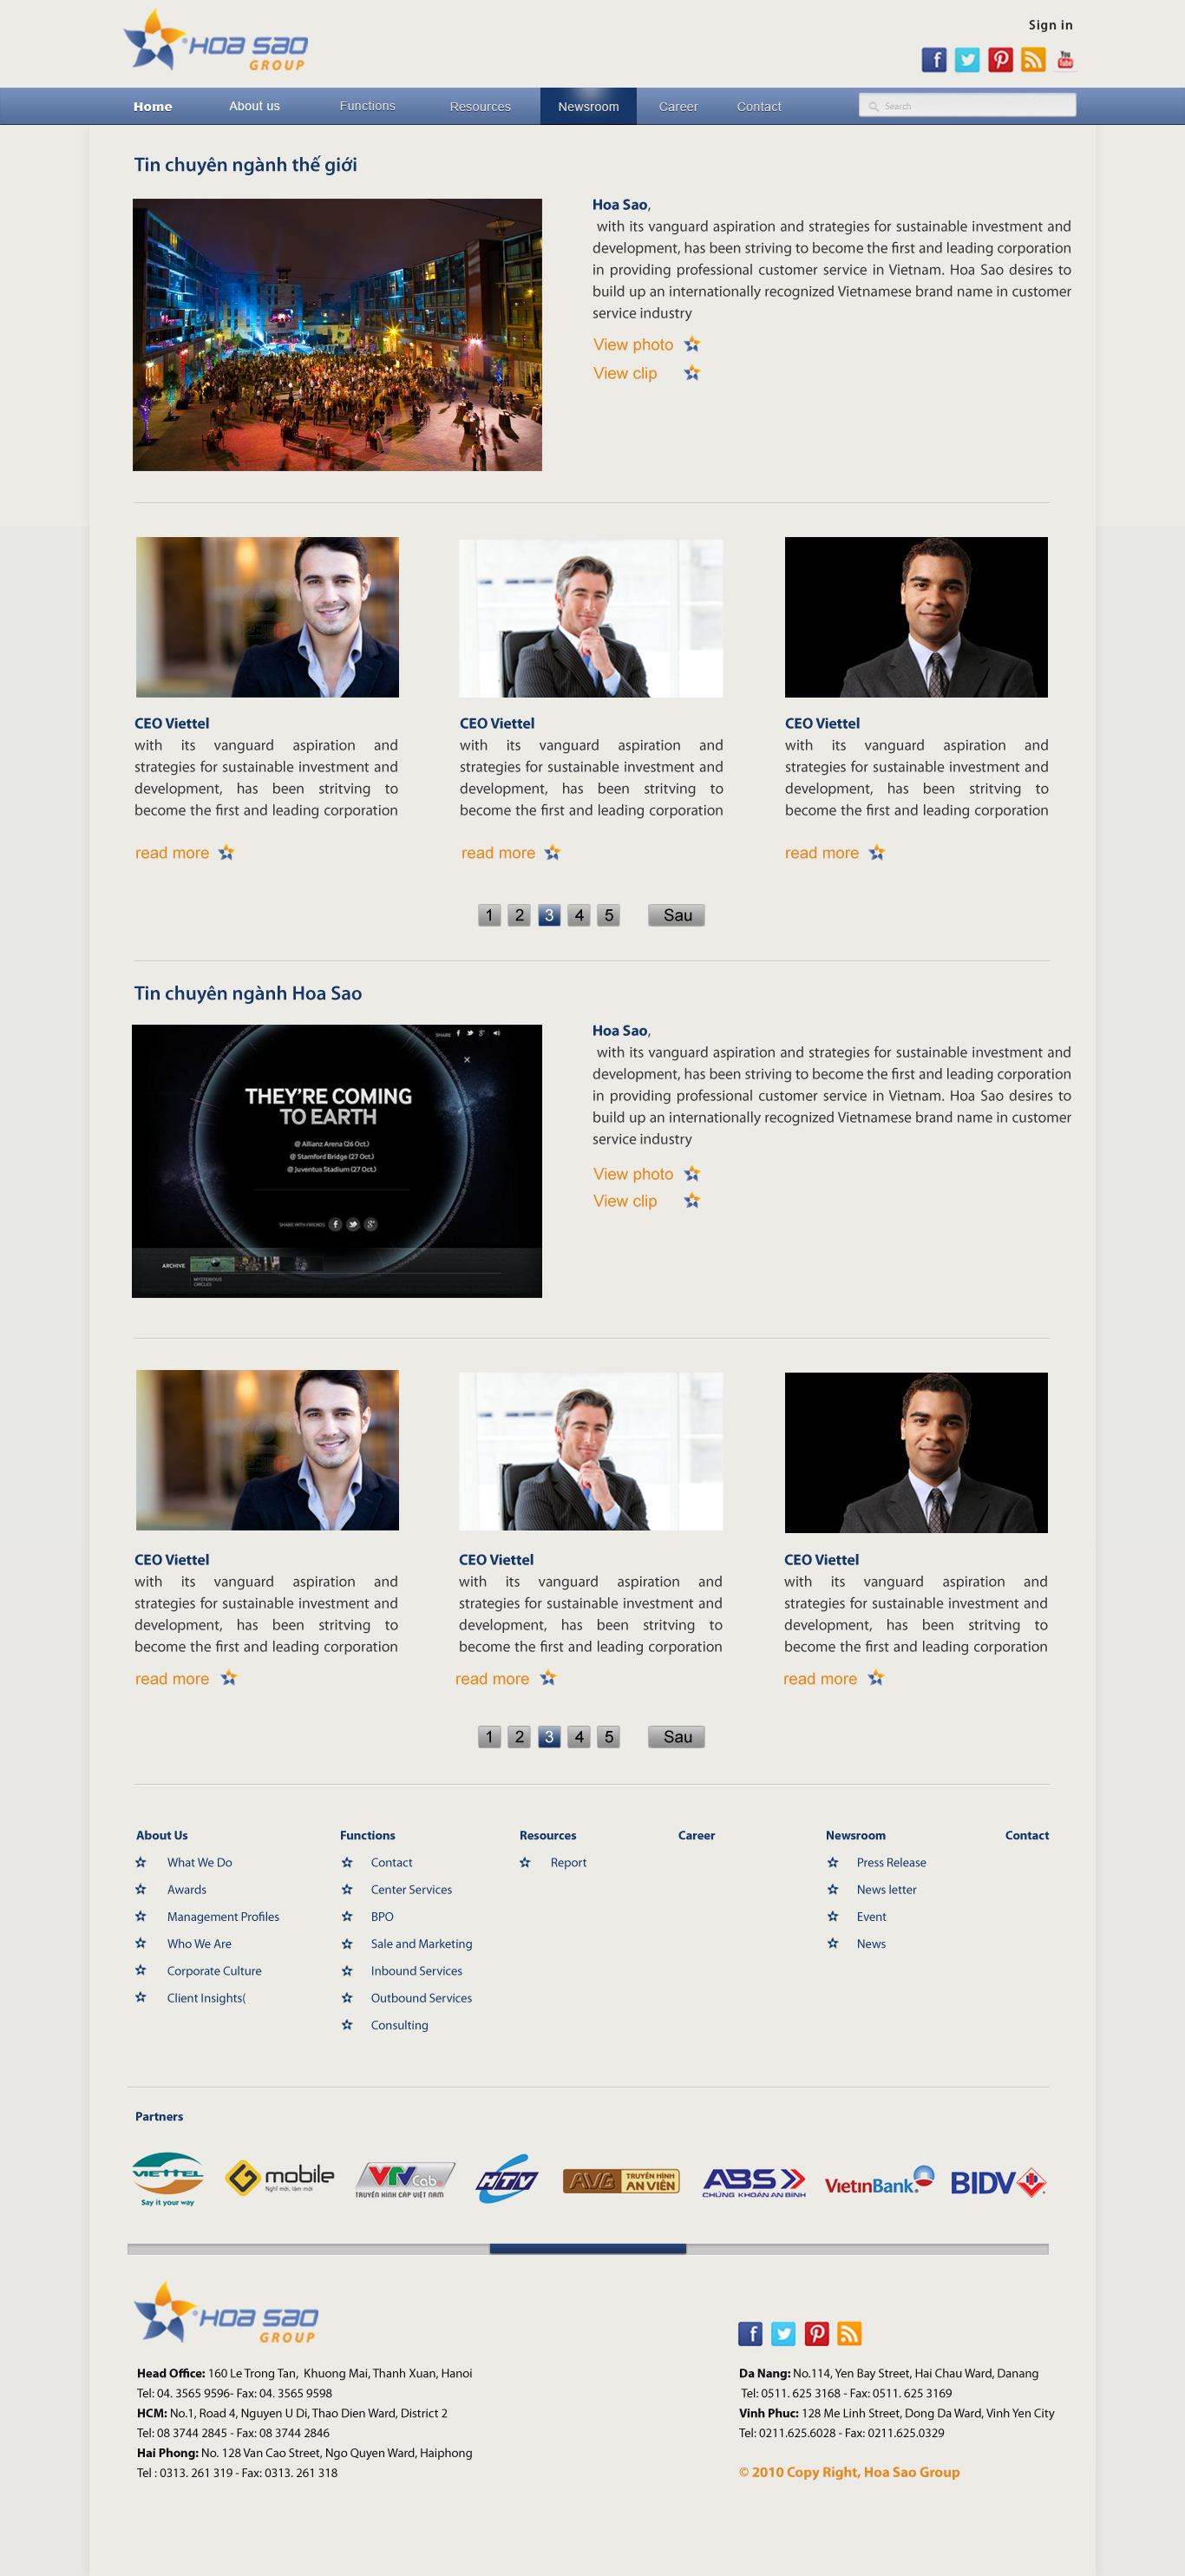 HOA SAO
GROUP
Sign in
You
Tube
Home
About us
Functions
Resources
Newsroom
Career
Contact
Search
Tin chuyên ngành thế giới
Hoa Sao,
with its vanguard aspiration and strategies for sustainable investment and
development, has been striving to become the first and leading corporation
in providing professional customer service in Vietnam. Hoa Sao desires to
build up an internationally recognized Vietnamese brand name in customer
service industry
View photo
View clip
CEO Viettel
with its vanguard aspiration and
strategies for sustainable investment and
development, has been stritving to
become the first and leading corporation
read more
CEO Viettel
with its vanguard aspiration and
strategies for sustainable investment and
development, has been stritving to
become the first and leading corporation
read more
CEO Viettel
with its vanguard aspiration and
strategies for sustainable investment and
development, has been stritving to
become the first and leading corporation
read more
1 2 3 4 5 Sau
Tin chuyên ngành Hoa Sao
SHARE
THEY'RE COMING
TO EARTH
@ Allianz Arena (26 Oct.)
@ Stamford Bridge (27 Oct.)
@ Juventus Stadium (27 Oct.)
SHARE WITH FRIENDS
ARCHIVE
MYSTERIOUS
CIRCLES
Hoa Sao,
with its vanguard aspiration and strategies for sustainable investment and
development, has been striving to become the first and leading corporation
in providing professional customer service in Vietnam. Hoa Sao desires to
build up an internationally recognized Vietnamese brand name in customer
service industry
View photo
View clip
CEO Viettel
with its vanguard aspiration and
strategies for sustainable investment and
development, has been stritving to
become the first and leading corporation
read more
CEO Viettel
with its vanguard aspiration and
strategies for sustainable investment and
development, has been stritving to
become the first and leading corporation
read more
CEO Viettel
with its vanguard aspiration and
strategies for sustainable investment and
development, has been stritving to
become the first and leading corporation
read more
1 2 3 4 5 Sau
About Us
What We Do
Awards
Management Profiles
Who We Are
Corporate Culture
Client Insights(
Functions
Contact
Center Services
BPO
Sale and Marketing
Inbound Services
Outbound Services
Consulting
Resources
Report
Career
Newsroom
Press Release
News letter
Event
News
Contact
Partners
VIETTEL
Say it your way
mobile
Nghĩ mới, làm mới
VTV Cab
TRUYỀN HÌNH CÁP VIỆT NAM
HTV
AVG TRUYỀN HÌNH
AN VIÊN
ABS
CHỨNG KHOÁN AN BÌNH
VietinBank
BIDV
HOA SAO
GROUP
Head Office: 160 Le Trong Tan, Khuong Mai, Thanh Xuan, Hanoi
Tel: 04. 3565 9596- Fax: 04. 3565 9598
HCM: No.1, Road 4, Nguyen U Di, Thao Dien Ward, District 2
Tel: 08 3744 2845 - Fax: 08 3744 2846
Hai Phong: No. 128 Van Cao Street, Ngo Quyen Ward, Haiphong
Tel : 0313. 261 319 - Fax: 0313. 261 318
Da Nang: No.114, Yen Bay Street, Hai Chau Ward, Danang
Tel: 0511. 625 3168 - Fax: 0511. 625 3169
Vinh Phuc: 128 Me Linh Street, Dong Da Ward, Vinh Yen City
Tel: 0211.625.6028 - Fax: 0211.625.0329
© 2010 Copy Right, Hoa Sao Group